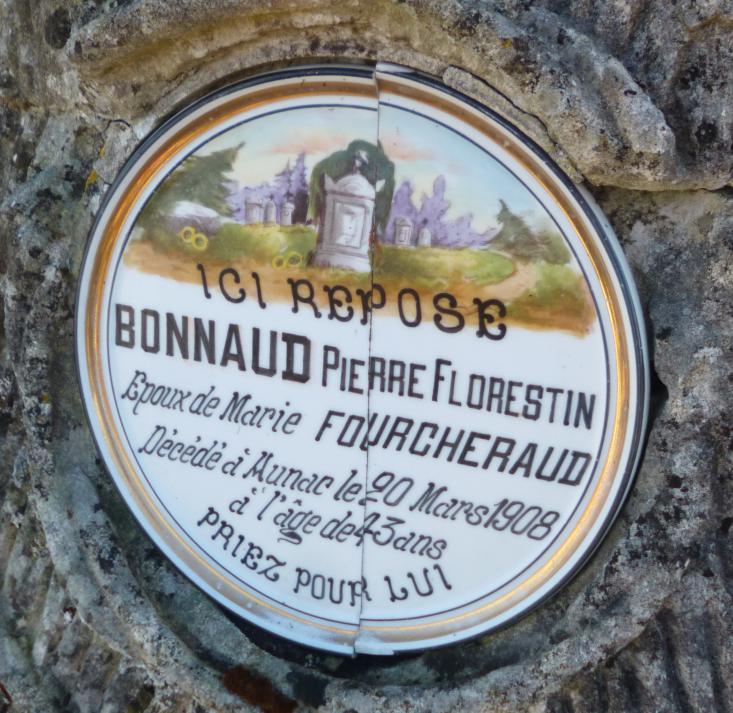 ICI REPOSE
BONNAUD PIERRE FLORESTIN
Epoux de Marie FOURCHERAUD
Décédé à Aunac le 20 Mars 1908
à l'âge de 43 ans
PRIEZ POUR LUI